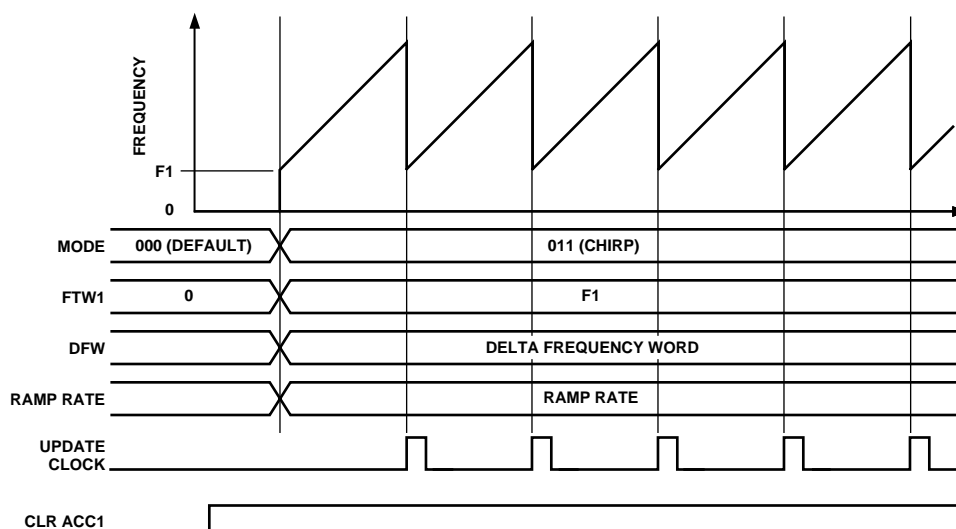 FREQUENCY
F1
0
MODE
000 (DEFAULT)
011 (CHIRP)
FTW1
0
F1
DFW
DELTA FREQUENCY WORD
RAMP RATE
RAMP RATE
UPDATE
CLOCK
CLR ACC1